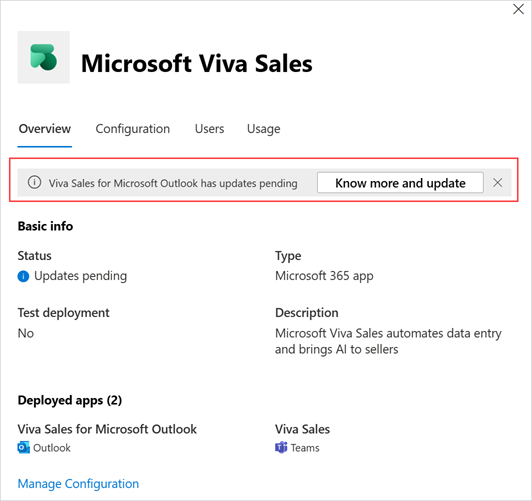 Microsoft Viva Sales
Overview Configuration Users Usage
Viva Sales for Microsoft Outlook has updates pending Know more and update
Basic info
Status Type
Updates pending Microsoft 365 app
Test deployment Description
No Microsoft Viva Sales automates data entry
and brings AI to sellers
Deployed apps (2)
Viva Sales for Microsoft Outlook Viva Sales
Outlook Teams
Manage Configuration